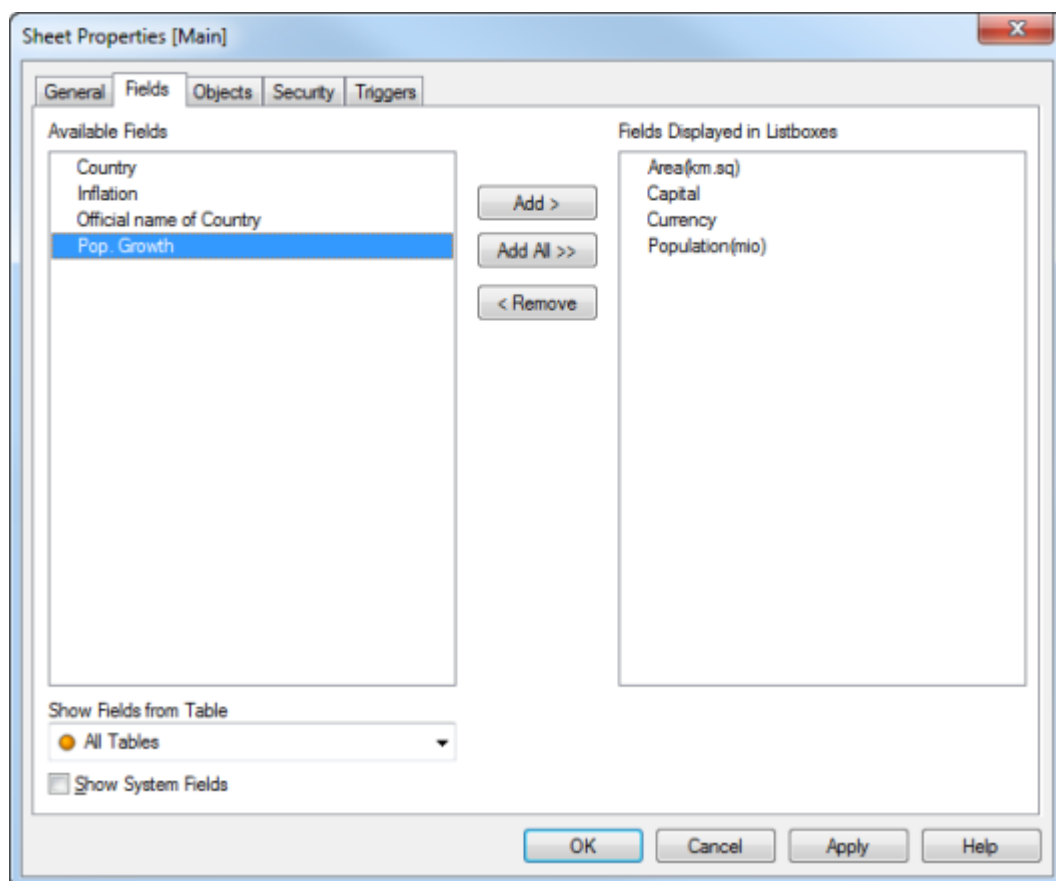 Sheet Properties [Main]
x
General Fields Objects Security Triggers
Available Fields
Country
Inflation
Official name of Country
Pop. Growth
Add >
Add All >>
< Remove
Fields Displayed in Listboxes
Area(km.sq)
Capital
Currency
Population(mio)
Show Fields from Table
All Tables
Show System Fields
OK Cancel Apply Help